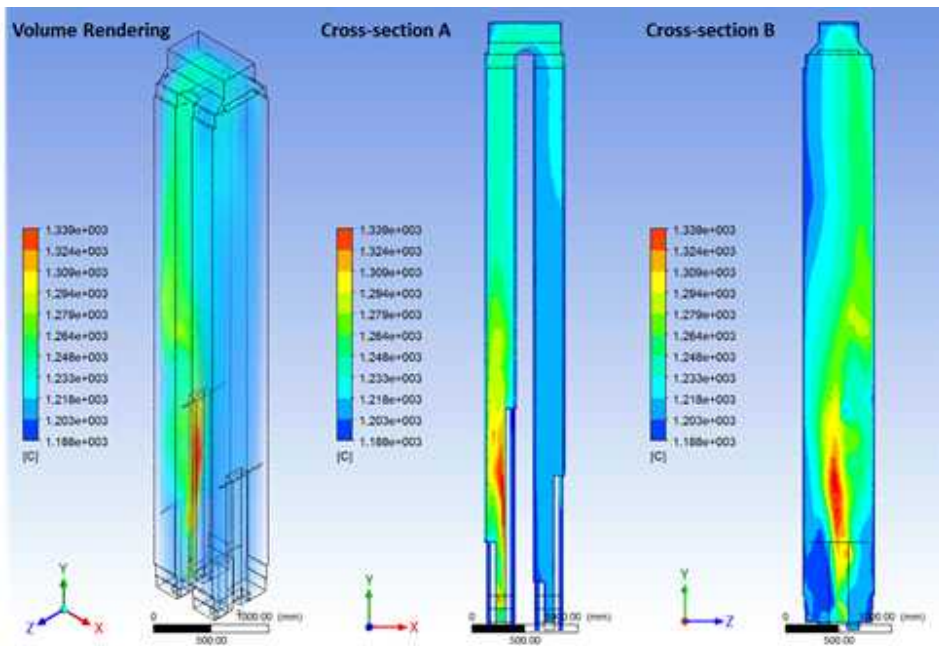 Volume Rendering
Cross-section A
Cross-section B
1.339e+003
1.324e+003
1.309e+003
1.294e+003
1.279e+003
1.264e+003
1.248e+003
1.233e+003
1.218e+003
1.203e+003
1.188e+003
[C]
1.339e+003
1.324e+003
1.309e+003
1.294e+003
1.279e+003
1.264e+003
1.248e+003
1.233e+003
1.218e+003
1.203e+003
1.188e+003
[C]
1.339e+003
1.324e+003
1.309e+003
1.294e+003
1.279e+003
1.264e+003
1.248e+003
1.233e+003
1.218e+003
1.203e+003
1.188e+003
[C]
Y
Z
X
0
1000.00 (mm)
500.00
Y
X
0
1000.00 (mm)
500.00
Y
Z
0
1000.00 (mm)
500.00